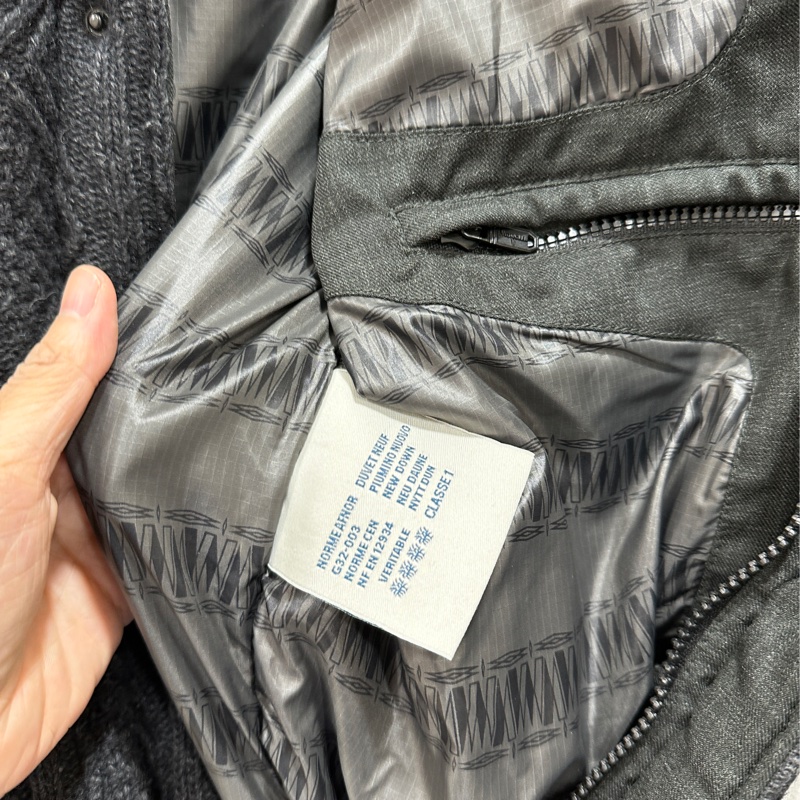 NORME AFNOR
G32-003
NORME CEN
NF EN 12934
VERITABLE
DUVET NEUF
PIUMINO NUOVO
NEW DOWN
NEU DAUNE
NYTT DUN
CLASSE 1